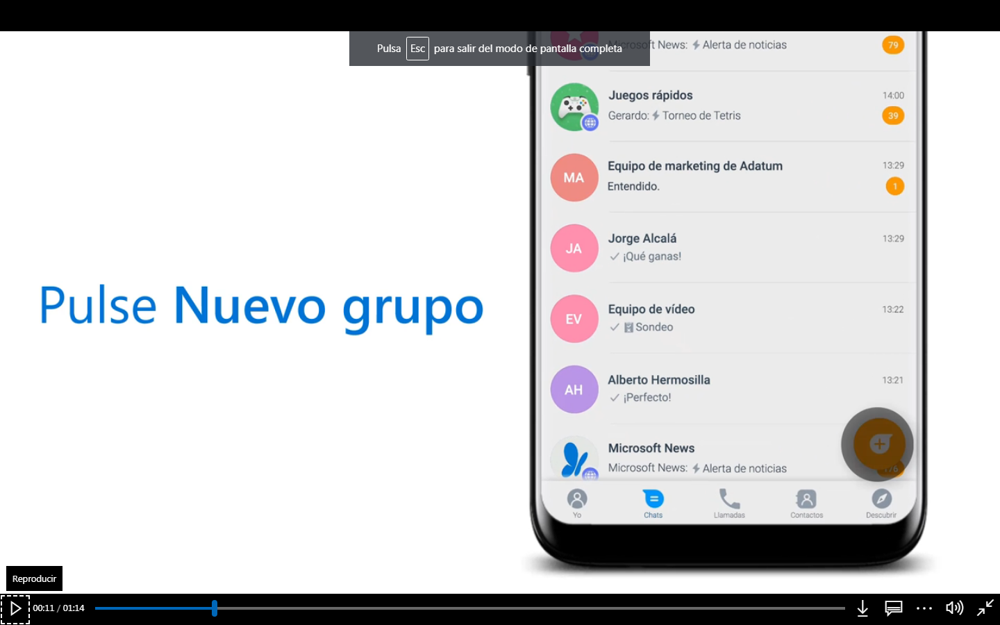 Pulsa Esc para salir del modo de pantalla completa
Microsoft News: Alerta de noticias
79
Juegos rápidos
14:00
Gerardo: Torneo de Tetris
39
MA
Equipo de marketing de Adatum
13:29
Entendido.
1
JA
Jorge Alcalá
13:29
¡Qué ganas!
Pulse Nuevo grupo
EV
Equipo de vídeo
13:22
Sondeo
AH
Alberto Hermosilla
13:21
¡Perfecto!
Microsoft News
Microsoft News: Alerta de noticias
176
Yo
Chats
Llamadas
Contactos
Descubrir
Reproducir
00:11 / 01:14